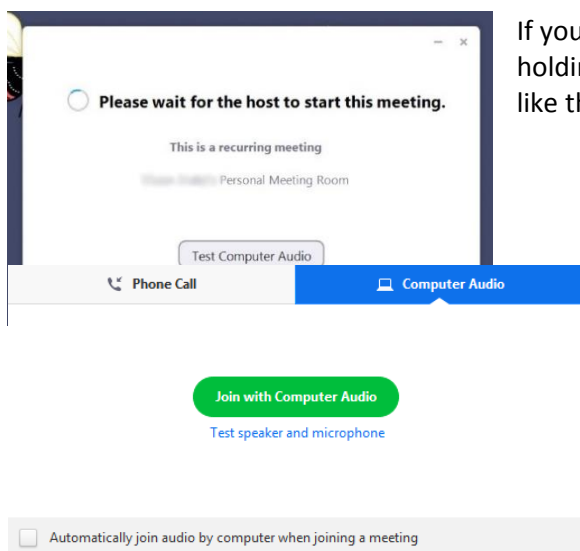 If you
holdi
like th
Please wait for the host to start this meeting.
This is a recurring meeting
Personal Meeting Room
Test Computer Audio
Phone Call
Computer Audio
Join with Computer Audio
Test speaker and microphone
Automatically join audio by computer when joining a meeting